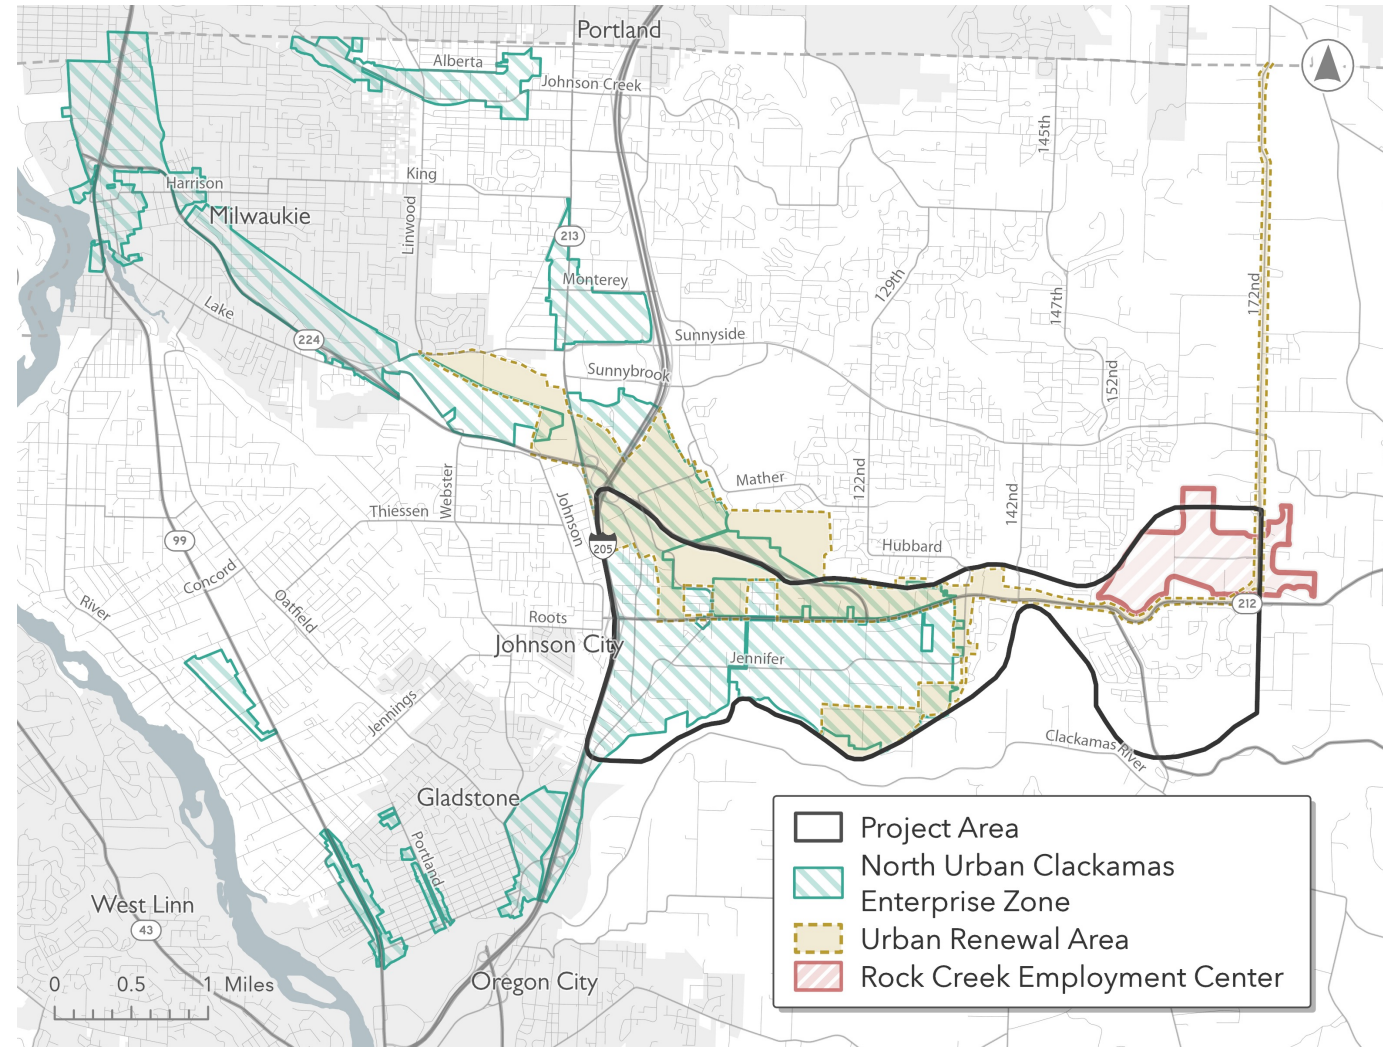 Portland
Alberta
Johnson Creek
145th
King
Harrison
Milwaukie
Linwood
213
Monterey
129th
147th
172nd
Lake
224
Sunnyside
Sunnybrook
152nd
Mather
122nd
142nd
Webster
Thiessen
Johnson
99
205
Hubbard
Concord
River
Oatfield
Roots
212
Johnson City
Jennifer
Jennings
Clackamas River
Gladstone
Portland
West Linn
43
Oregon City
0 0.5 1 Miles
Project Area
North Urban Clackamas
Enterprise Zone
Urban Renewal Area
Rock Creek Employment Center